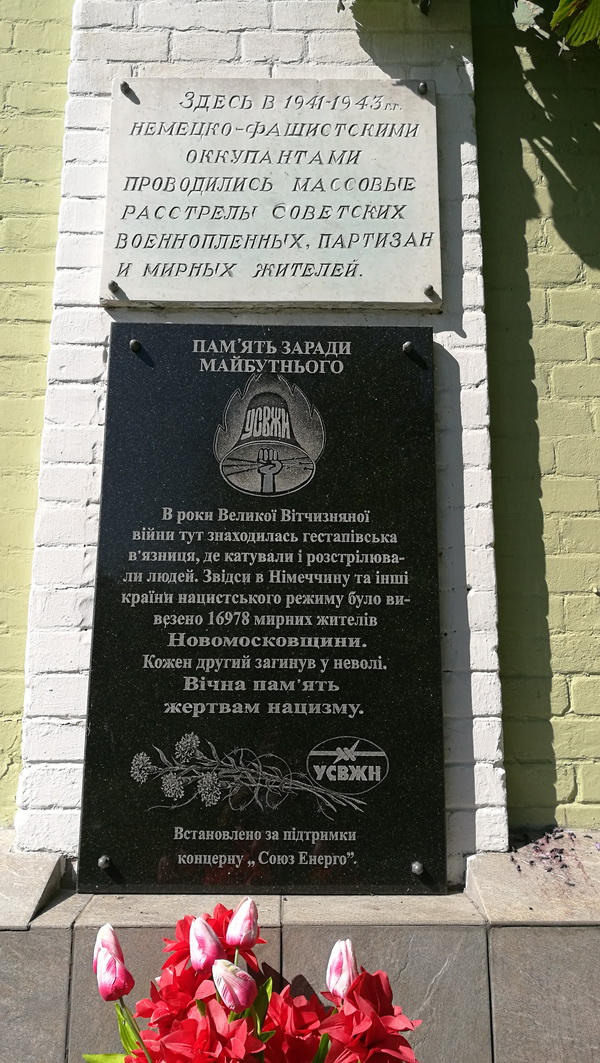 ЗДЕСЬ В 1941-1943г.г.
НЕМЕЦКО-ФАШИСТСКИМИ
ОККУПАНТАМИ
ПРОВОДИЛИСЬ МАССОВЫЕ
РАССТРЕЛЫ СОВЕТСКИХ
ВОЕННОПЛЕННЫХ, ПАРТИЗАН
И МИРНЫХ ЖИТЕЛЕЙ.
ПАМ'ЯТЬ ЗАРАДИ
МАЙБУТНЬОГО
УСВЖН
В роки Великої Вітчизняної
війни тут знаходилась гестапівська
в'язниця, де катували і розстрілюва-
ли людей. Звідси в Німеччину та інші
країни нацистського режиму було ви-
везено 16978 мирних жителів
Новомосковщини.
Кожен другий загинув у неволі.
Вічна пам'ять
жертвам нацизму.
УСВЖН
Встановлено за підтримки
концерну „Союз Енерго”.